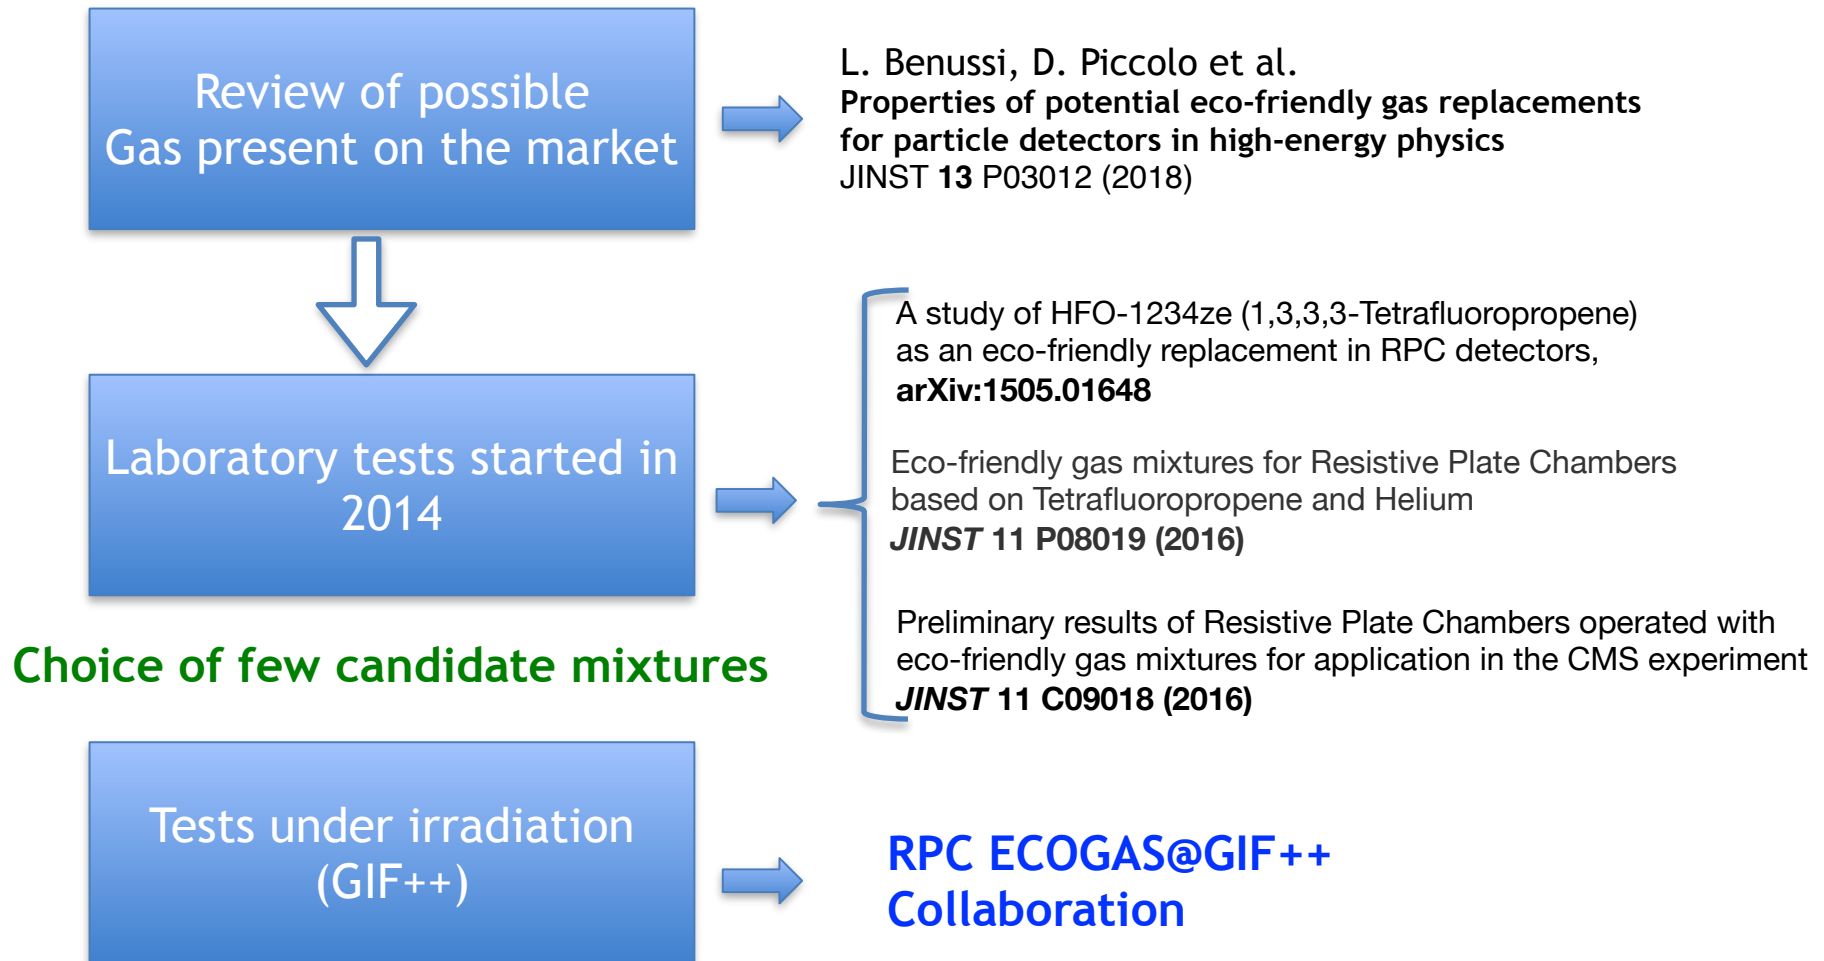 Review of possible
Gas present on the market
L. Benussi, D. Piccolo et al.
Properties of potential eco-friendly gas replacements
for particle detectors in high-energy physics
JINST 13 P03012 (2018)
Laboratory tests started in
2014
A study of HFO-1234ze (1,3,3,3-Tetrafluoropropene)
as an eco-friendly replacement in RPC detectors,
arXiv:1505.01648
Eco-friendly gas mixtures for Resistive Plate Chambers
based on Tetrafluoropropene and Helium
JINST 11 P08019 (2016)
Preliminary results of Resistive Plate Chambers operated with
eco-friendly gas mixtures for application in the CMS experiment
JINST 11 C09018 (2016)
Choice of few candidate mixtures
Tests under irradiation
(GIF++)
RPC ECOGAS@GIF++
Collaboration